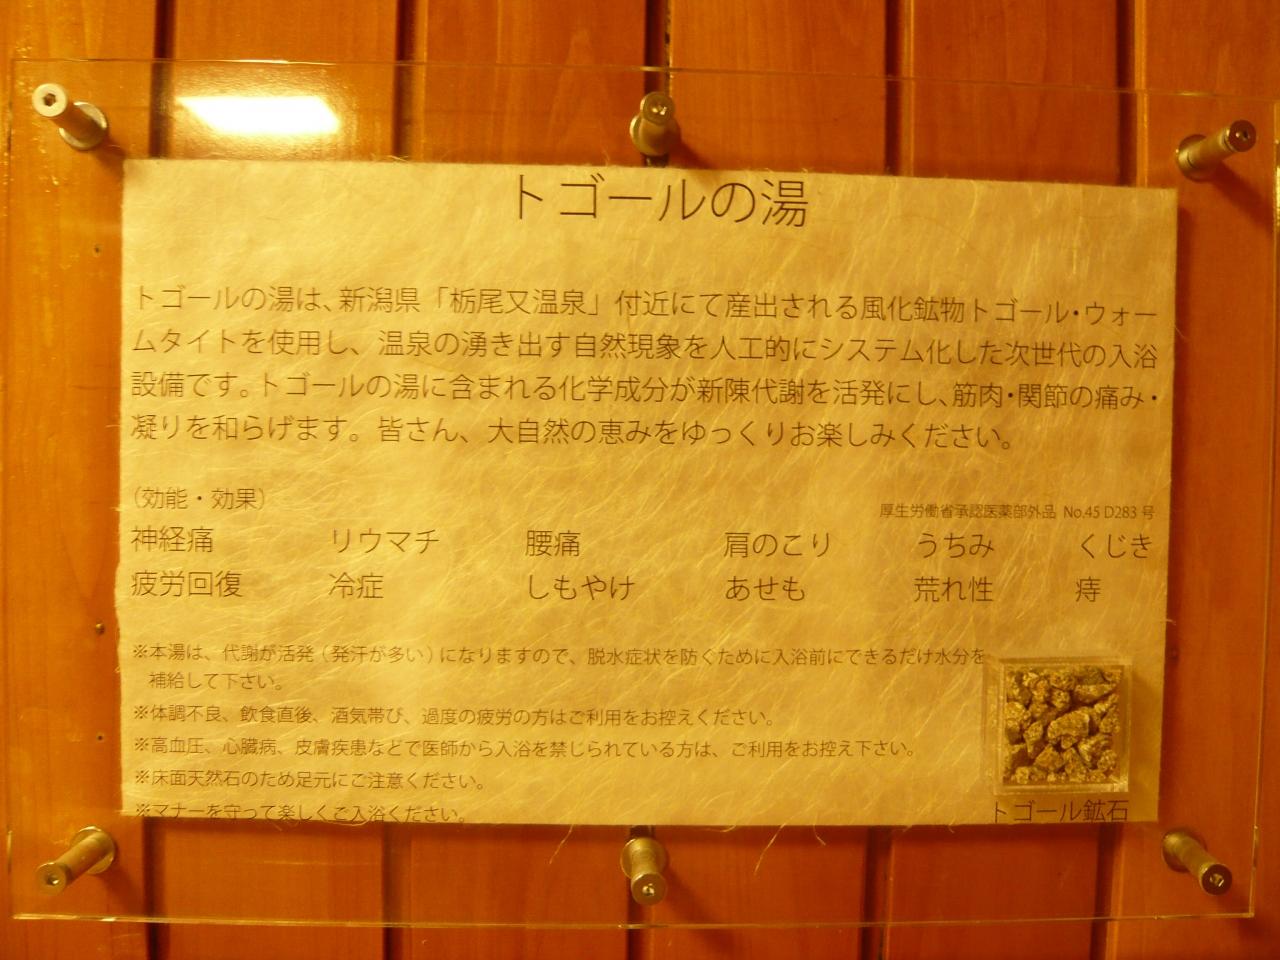 トゴールの湯
トゴールの湯は、新潟県「栃尾又温泉」付近にて産出される風化鉱物トゴール・ウォー
ムタイトを使用し、温泉の湧き出す自然現象を人工的にシステム化した次世代の入浴
設備です。トゴールの湯に含まれる化学成分が新陳代謝を活発にし、筋肉・関節の痛み・
凝りを和らげます。皆さん、大自然の恵みをゆっくりお楽しみください。
（効能・効果）
厚生労働省承認医薬部外品 No.45 D283 号
神経痛 リウマチ 腰痛 肩のこり うちみ くじき
疲労回復 冷症 しもやけ あせも 荒れ性 痔
※本湯は、代謝が活発（発汗が多い）になりますので、脱水症状を防ぐために入浴前にできるだけ水分を
補給して下さい。
※体調不良、飲食直後、酒気帯び、過度の疲労の方はご利用をお控えください。
※高血圧、心臓病、皮膚疾患などで医師から入浴を禁じられている方は、ご利用をお控え下さい。
※床面天然石のため足元にご注意ください。
※マナーを守って楽しくご入浴ください。
トゴール鉱石